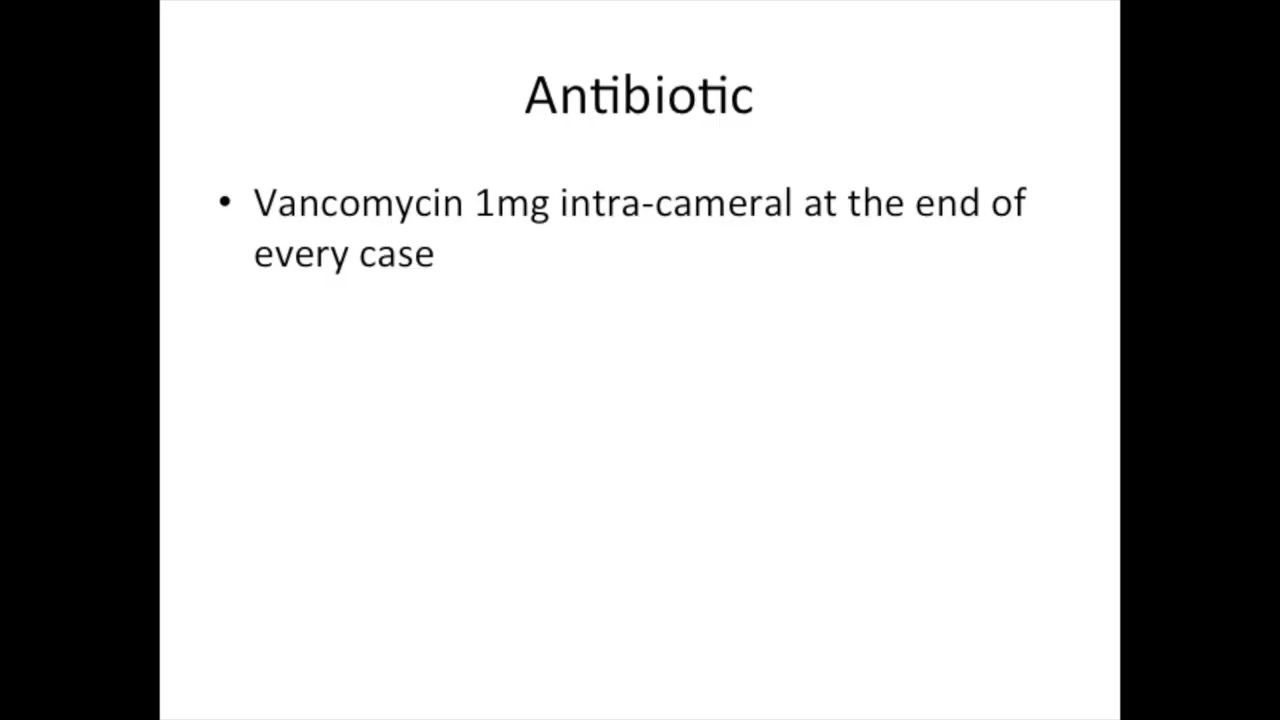 Antibiotic
• Vancomycin 1mg intra-cameral at the end of
every case